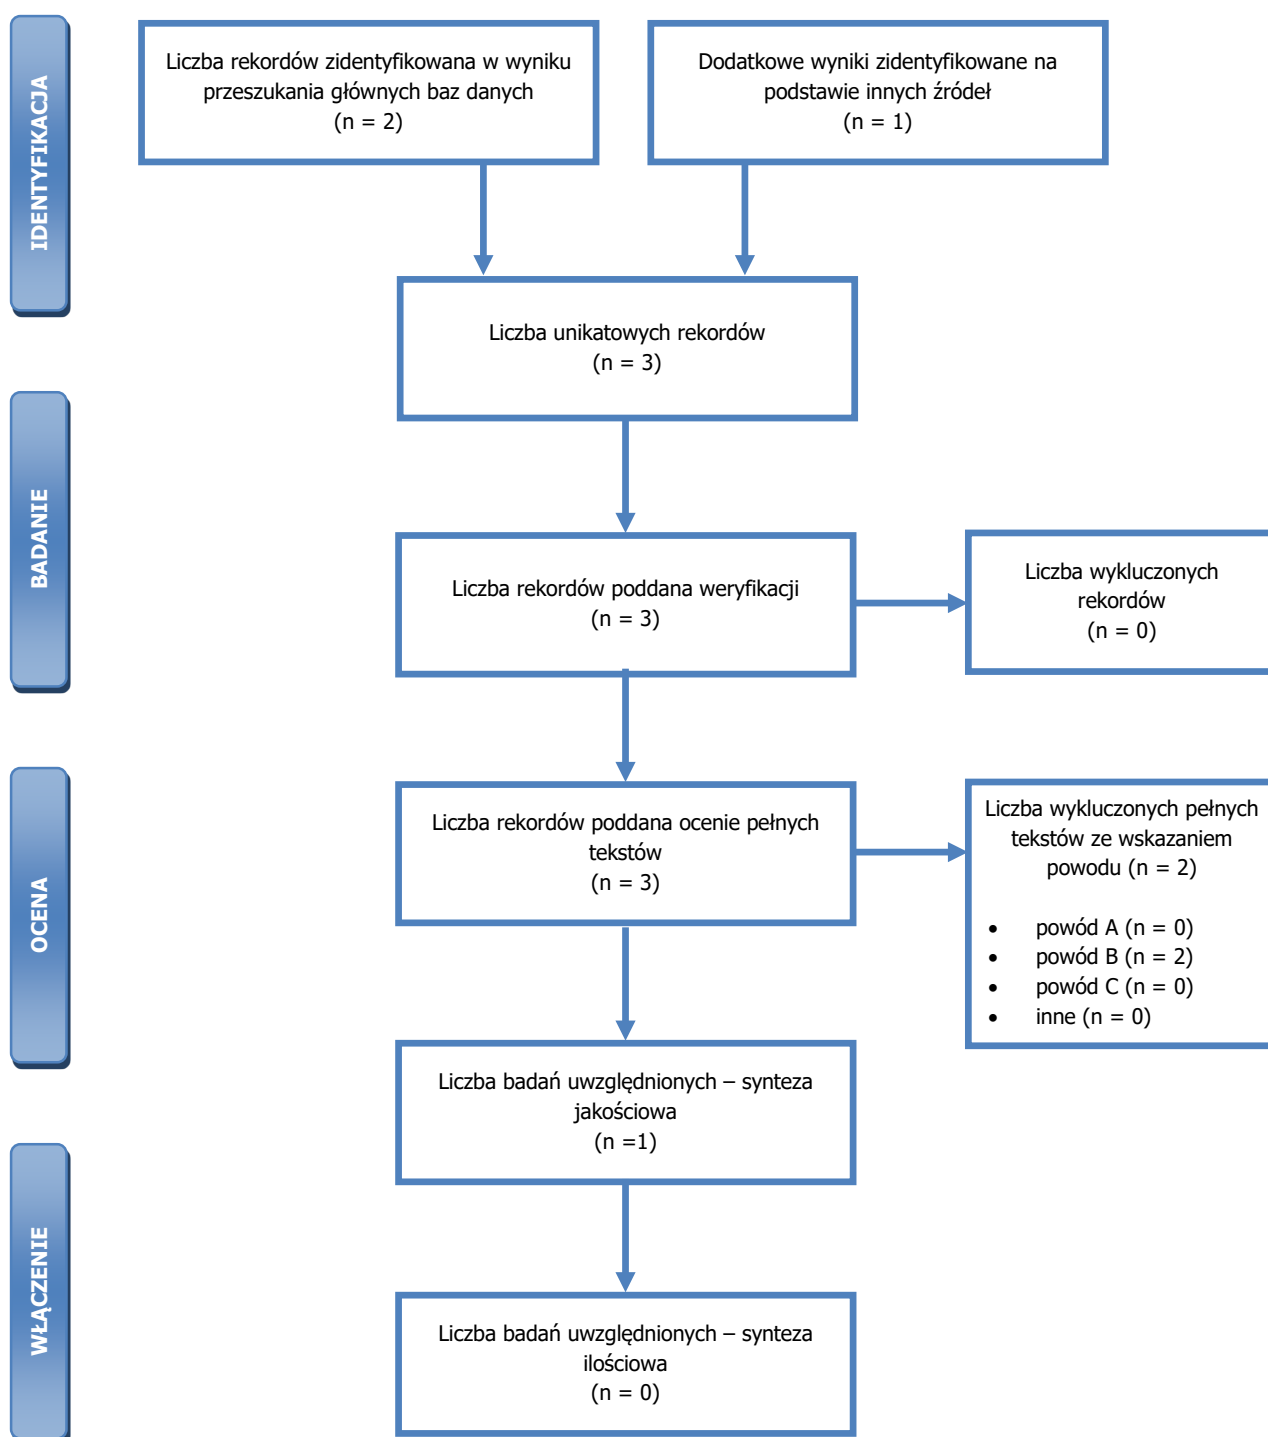 IDENTYFIKACJA
Liczba rekordów zidentyfikowana w wyniku
przeszukania głównych baz danych
(n = 2)
Dodatkowe wyniki zidentyfikowane na
podstawie innych źródeł
(n = 1)
Liczba unikatowych rekordów
(n = 3)
BADANIE
Liczba rekordów poddana weryfikacji
(n = 3)
Liczba wykluczonych
rekordów
(n = 0)
OCENA
Liczba rekordów poddana ocenie pełnych
tekstów
(n = 3)
Liczba wykluczonych pełnych
tekstów ze wskazaniem
powodu (n = 2)
• powód A (n = 0)
• powód B (n = 2)
• powód C (n = 0)
• inne (n = 0)
Liczba badań uwzględnionych – synteza
jakościowa
(n =1)
WŁĄCZENIE
Liczba badań uwzględnionych – synteza
ilościowa
(n = 0)